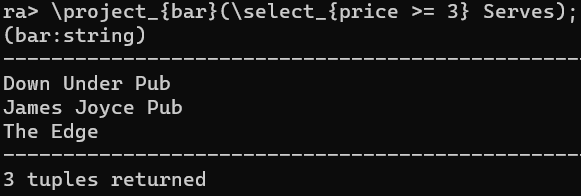 ra> \project_{bar}(\select_{price >= 3} Serves);
(bar:string)
-----------------------------------------------------
Down Under Pub
James Joyce Pub
The Edge
-----------------------------------------------------
3 tuples returned